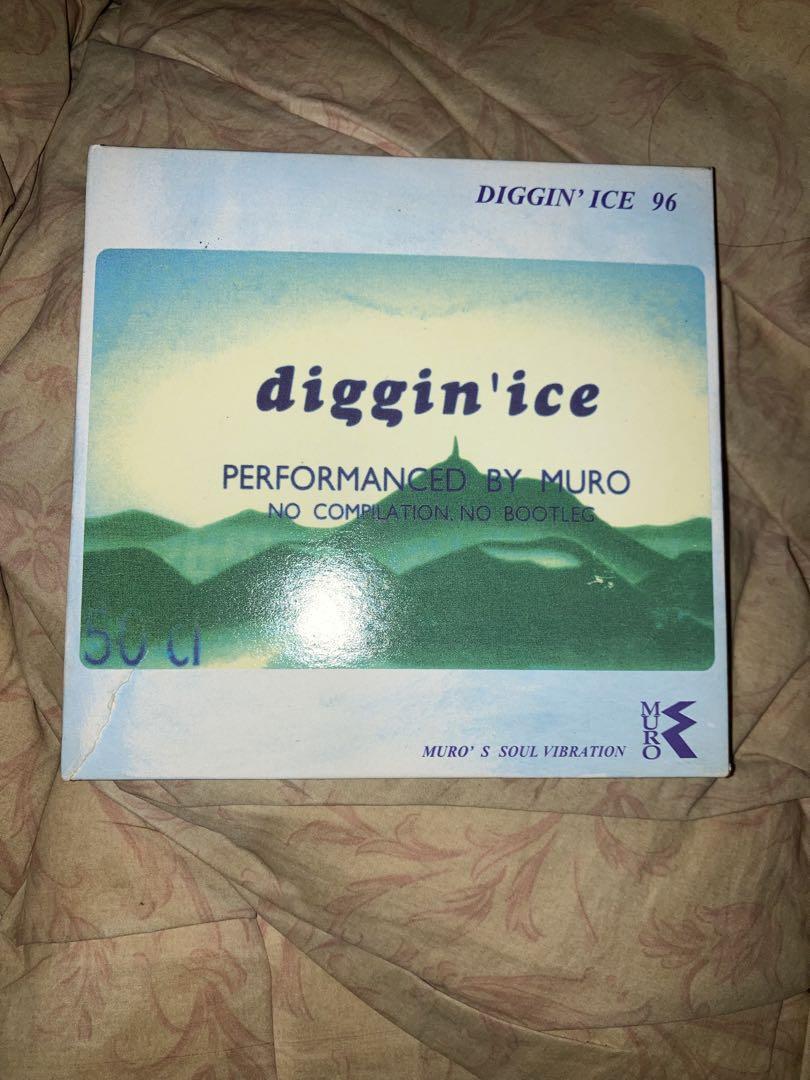 DIGGIN' ICE 96
diggin'ice
PERFORMANCED BY MURO
NO COMPILATION. NO BOOTLEG
50 cl
MURO' S SOUL VIBRATION
MURO